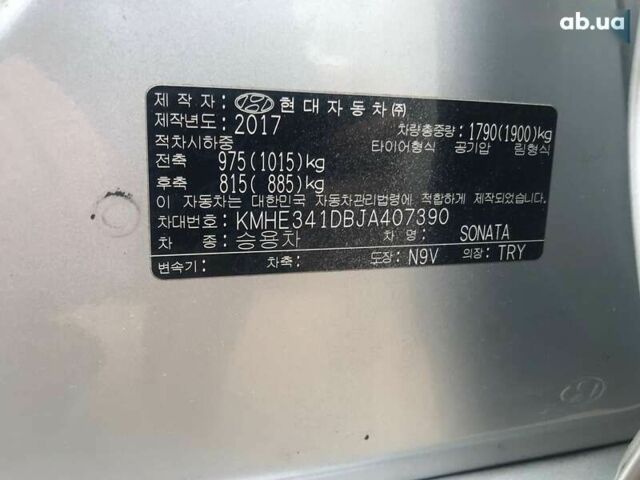 ab.ua
제 작 자 : 현대자동차㈜
제작년도: 2017 차량총중량: 1790(1900)kg
적차시하중 타이어형식 공기압 림형식
전축 975(1015)kg
후축 815( 885)kg
이 자동차는 대한민국 자동차관리법령에 적합하게 제작되었습니다.
차대번호: KMHE341DBJA407390
차 종 : 승용차 차 명 : SONATA
변속기: 차축: 도장: N9V 의장: TRY